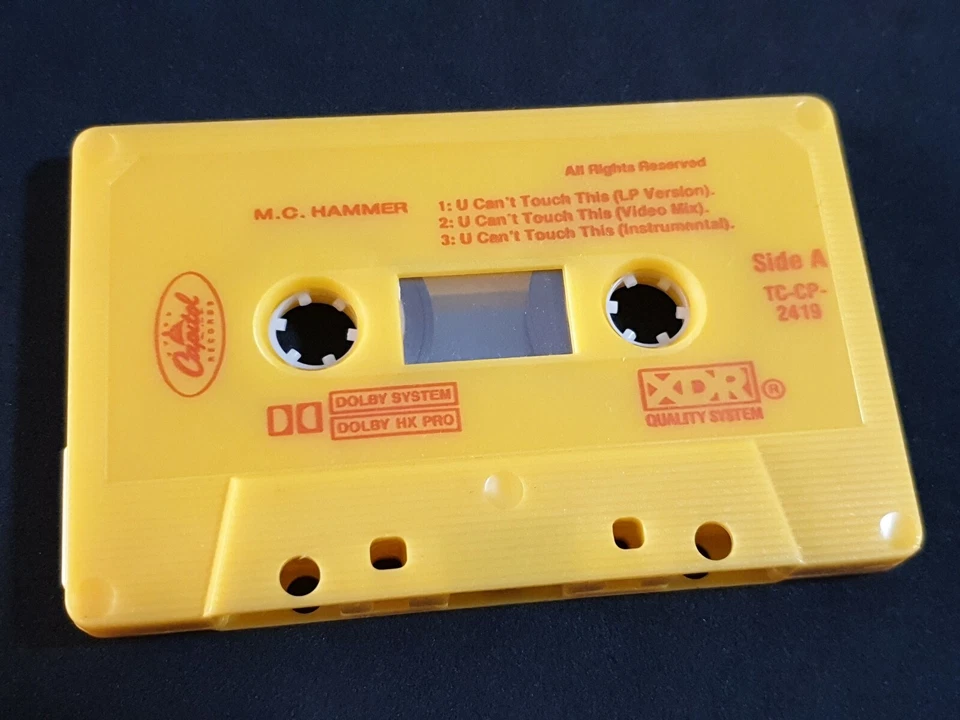 All Rights Reserved
M.C. HAMMER
1: U Can't Touch This (LP Version).
2: U Can't Touch This (Video Mix).
3: U Can't Touch This (Instrumental).
Side A
TC-CP-
2419
Capitol
RECORDS
DOLBY SYSTEM
DOLBY HX PRO
XDR®
QUALITY SYSTEM